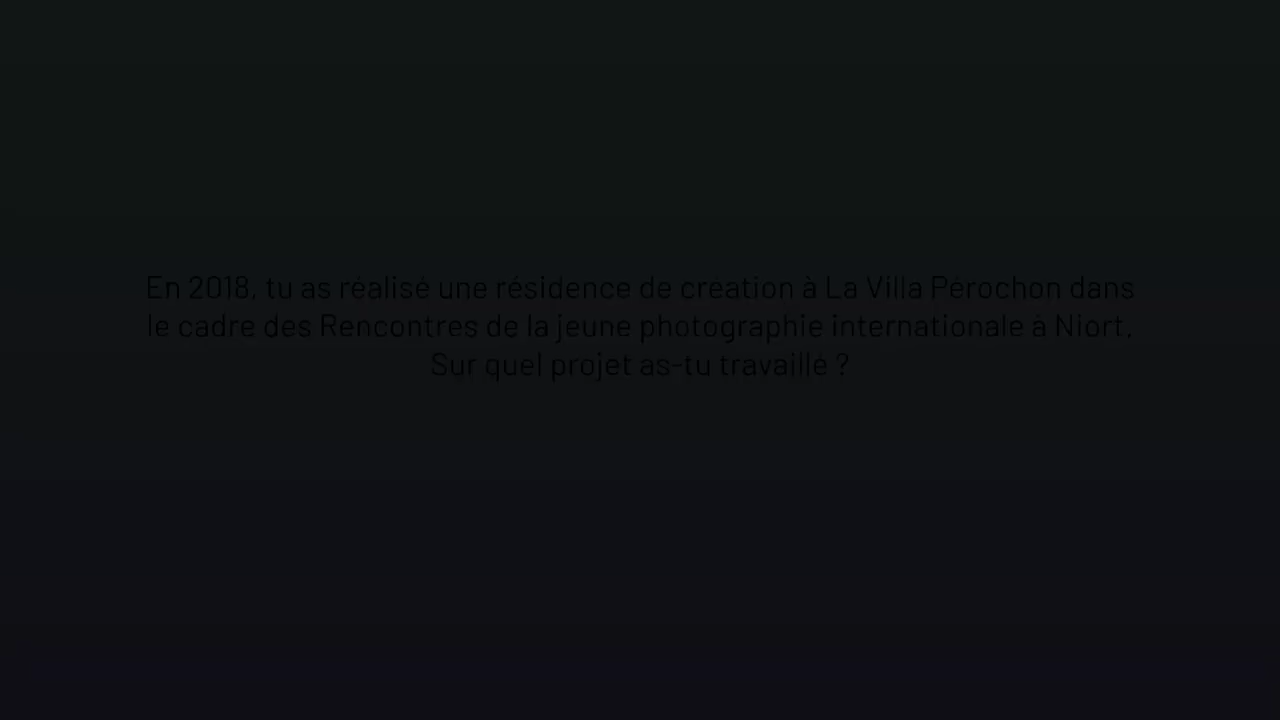 En 2018, tu as réalisé une résidence de création à La Villa Pérochon dans
le cadre des Rencontres de la jeune photographie internationale à Niort.
Sur quel projet as-tu travaillé ?